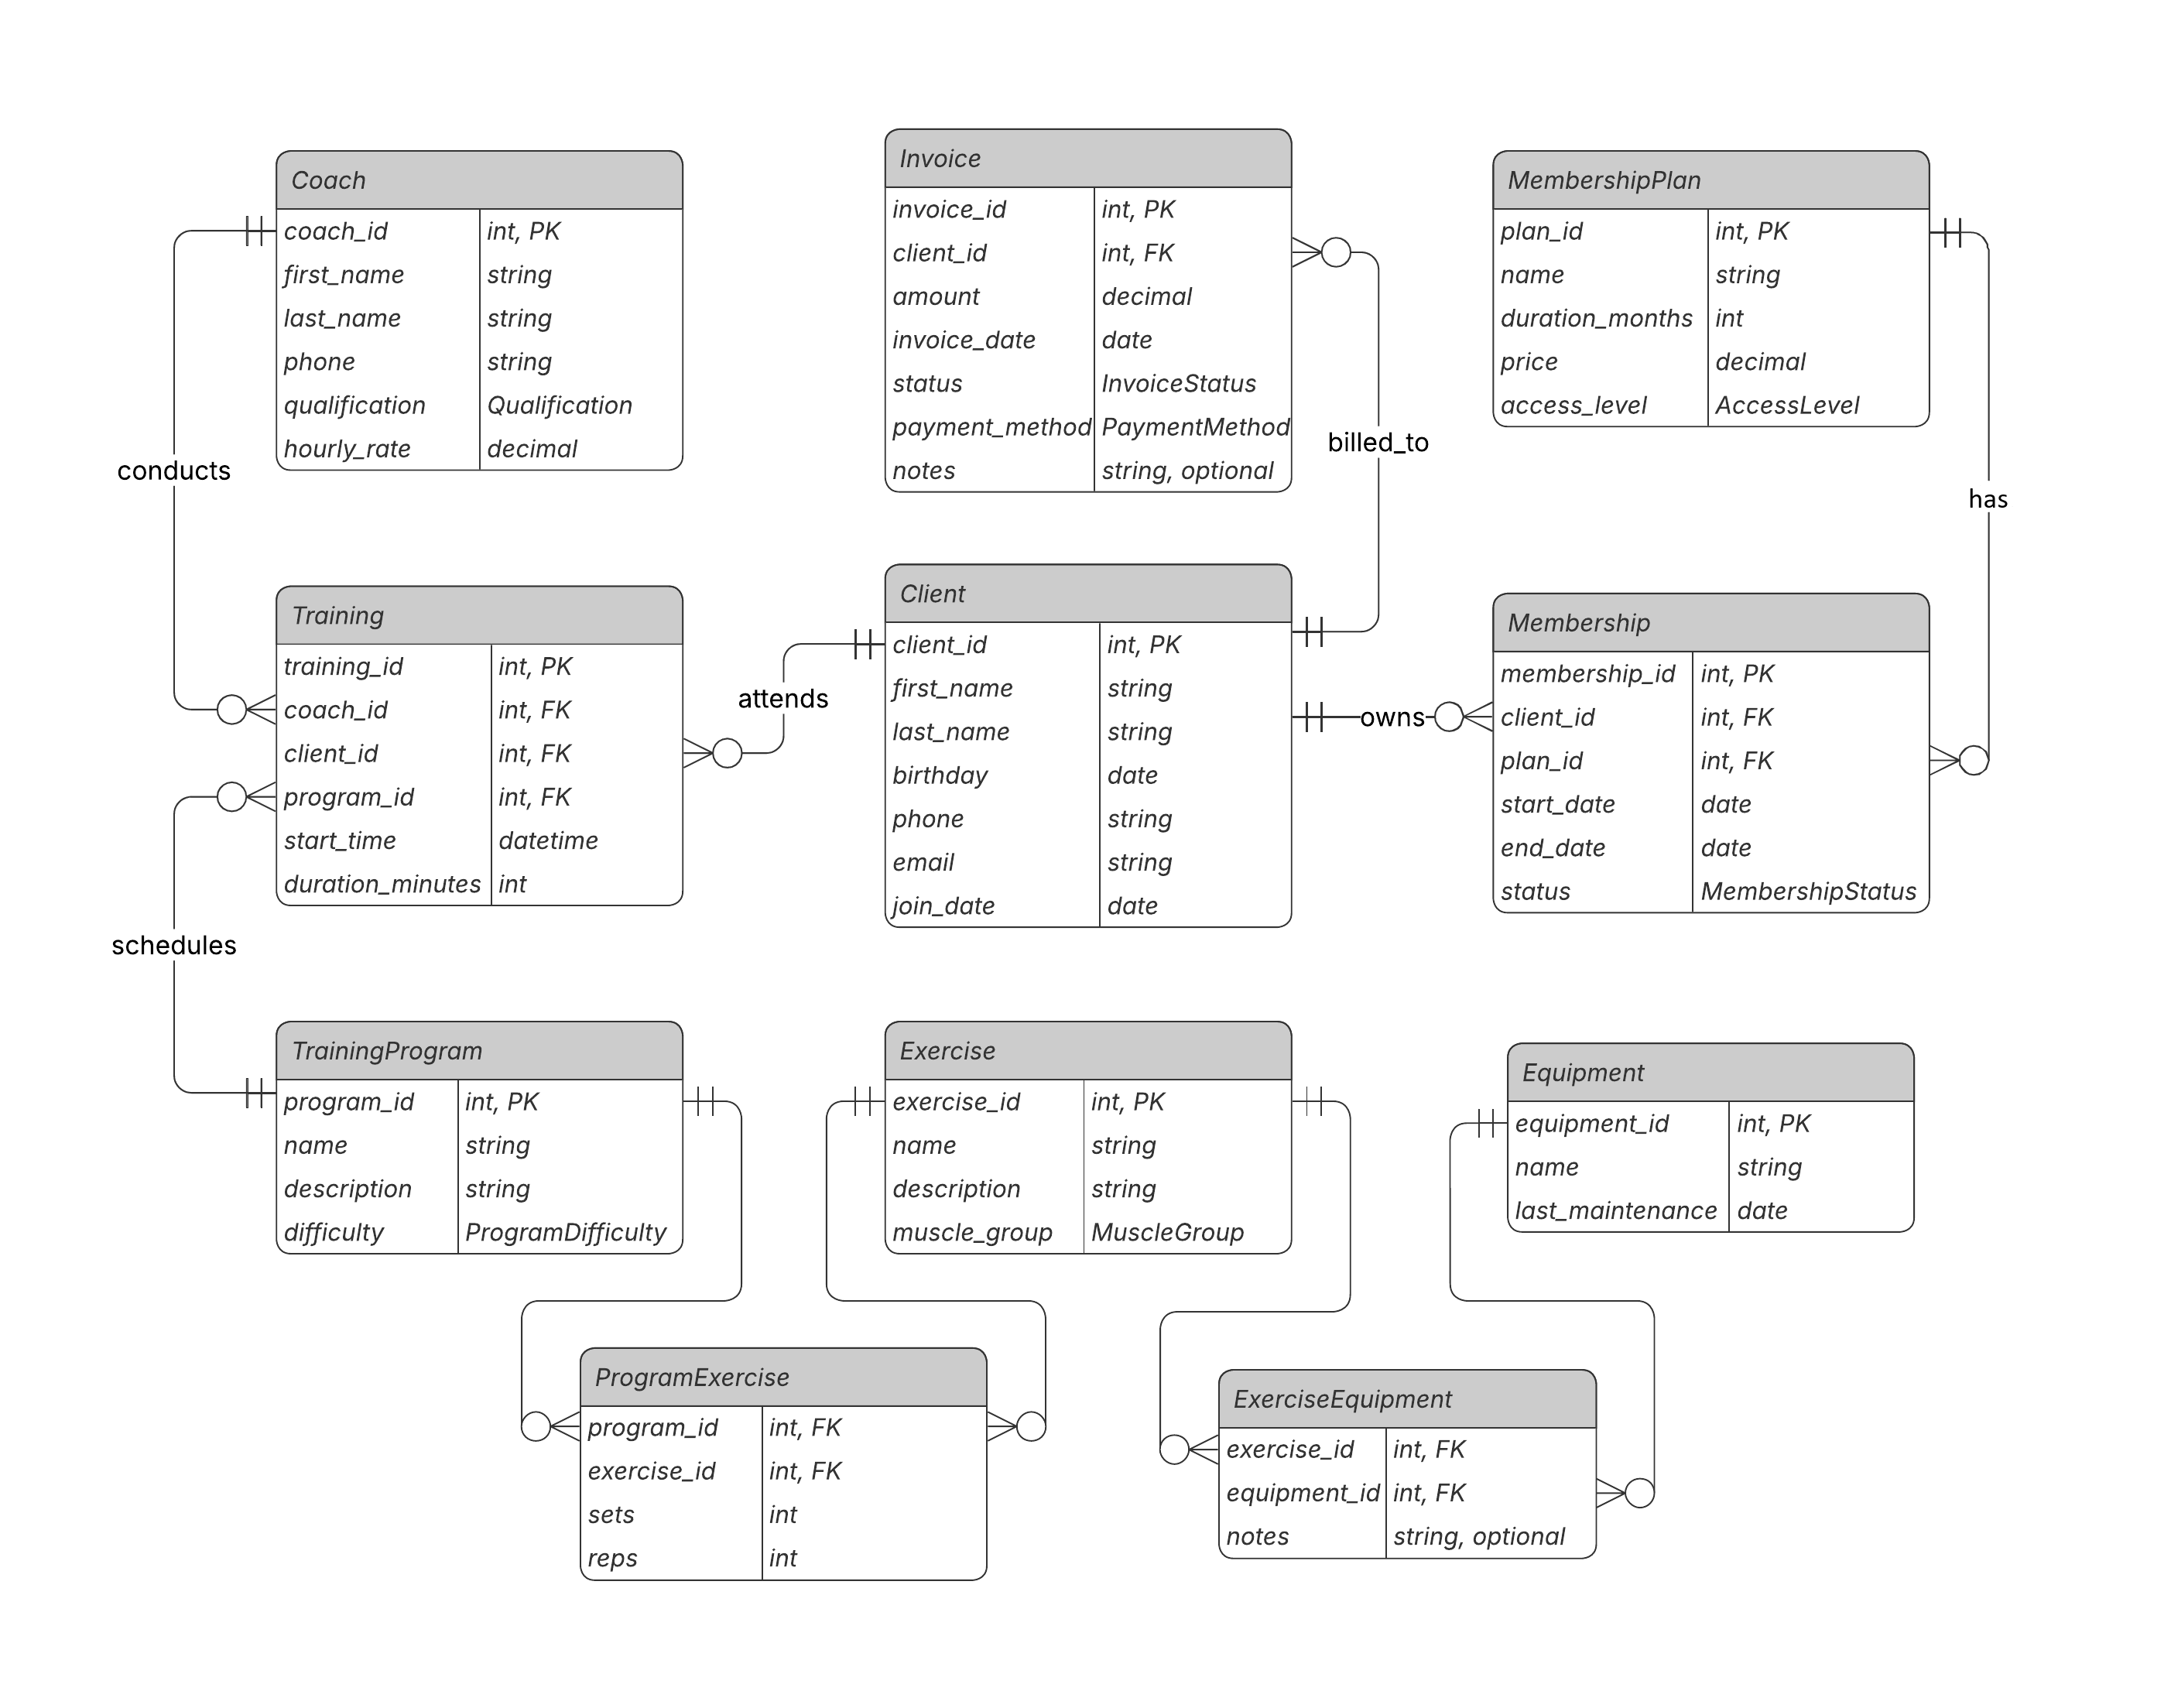 Coach
coach_id int, PK
first_name string
last_name string
phone string
qualification Qualification
hourly_rate decimal
Invoice
invoice_id int, PK
client_id int, FK
amount decimal
invoice_date date
status InvoiceStatus
payment_method PaymentMethod
notes string, optional
MembershipPlan
plan_id int, PK
name string
duration_months int
price decimal
access_level AccessLevel
conducts
billed_to
has
Training
training_id int, PK
coach_id int, FK
client_id int, FK
program_id int, FK
start_time datetime
duration_minutes int
attends
Client
client_id int, PK
first_name string
last_name string
birthday date
phone string
email string
join_date date
owns
Membership
membership_id int, PK
client_id int, FK
plan_id int, FK
start_date date
end_date date
status MembershipStatus
schedules
TrainingProgram
program_id int, PK
name string
description string
difficulty ProgramDifficulty
Exercise
exercise_id int, PK
name string
description string
muscle_group MuscleGroup
Equipment
equipment_id int, PK
name string
last_maintenance date
ProgramExercise
program_id int, FK
exercise_id int, FK
sets int
reps int
ExerciseEquipment
exercise_id int, FK
equipment_id int, FK
notes string, optional